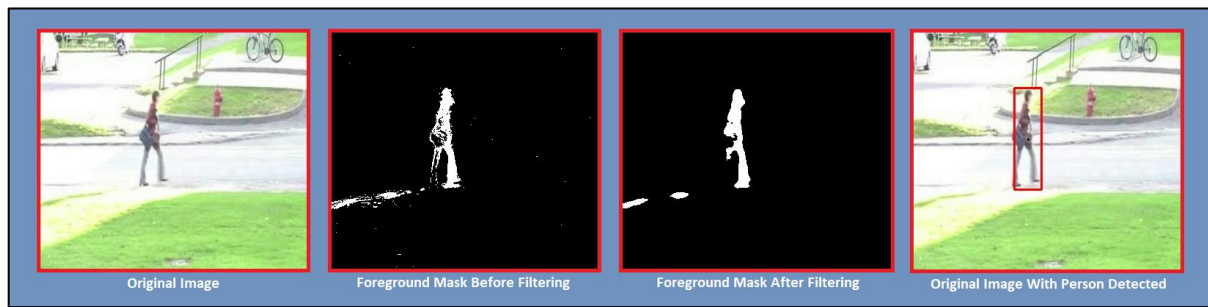 Original Image
Foreground Mask Before Filtering
Foreground Mask After Filtering
Original Image With Person Detected